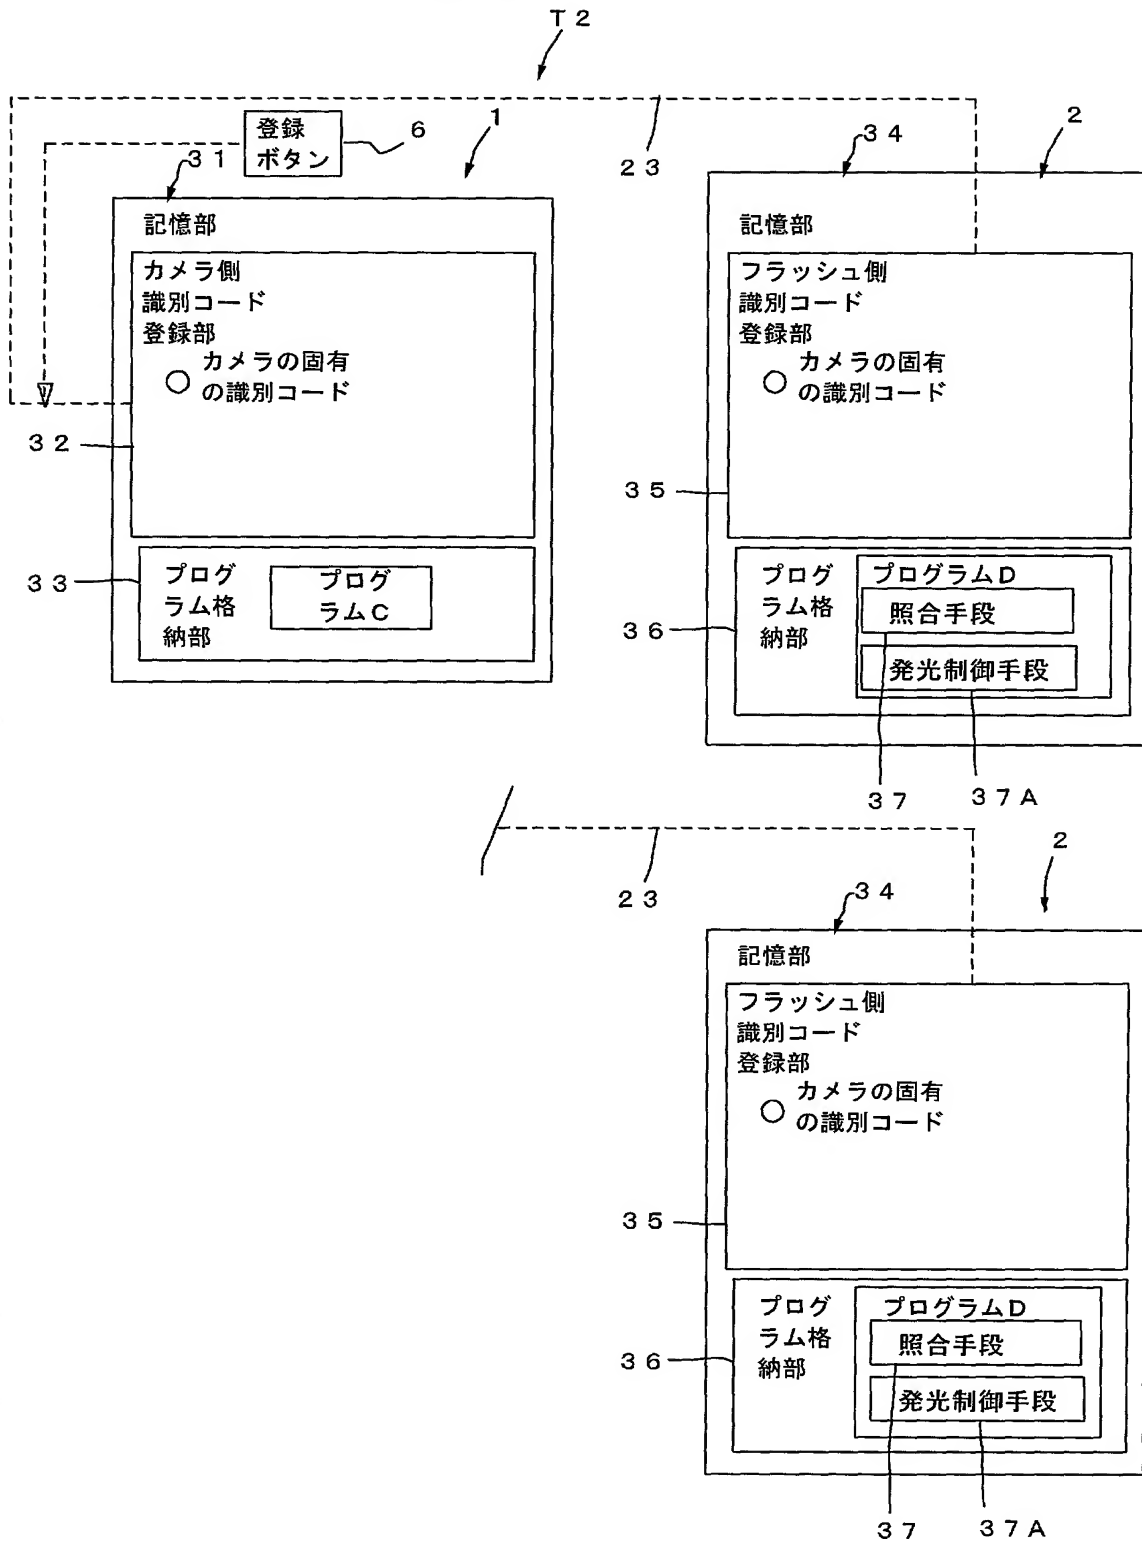 Ｔ２
登録
ボタン
６
１
３１
２３
３４
２
記憶部
カメラ側
識別コード
登録部
○ カメラの固有
の識別コード
３２
３３
プログ
ラム格
納部
プログ
ラムＣ
記憶部
フラッシュ側
識別コード
登録部
○ カメラの固有
の識別コード
３５
３６
プログ
ラム格
納部
プログラムＤ
照合手段
発光制御手段
３７
３７Ａ
２３
３４
２
記憶部
フラッシュ側
識別コード
登録部
○ カメラの固有
の識別コード
３５
３６
プログ
ラム格
納部
プログラムＤ
照合手段
発光制御手段
３７
３７Ａ